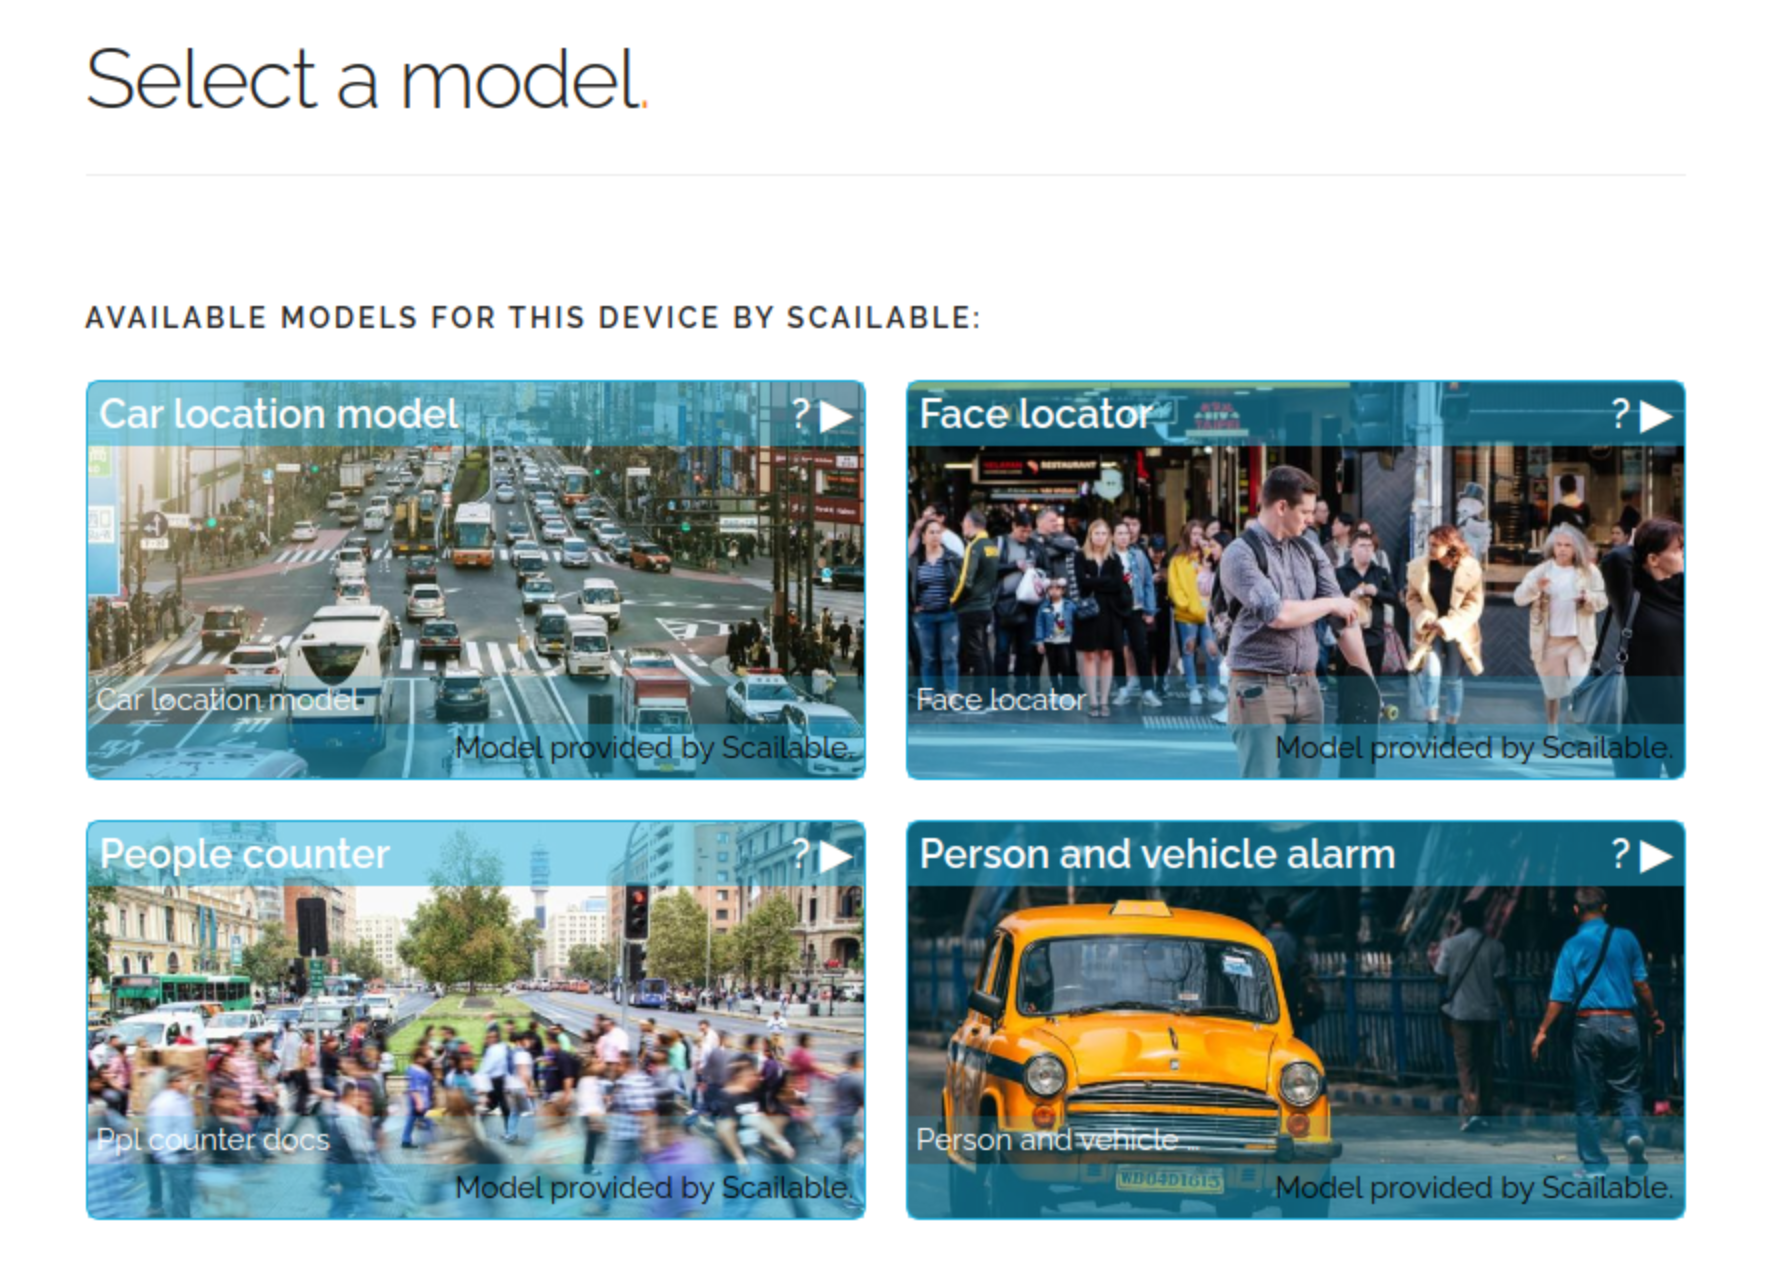 Select a model.
AVAILABLE MODELS FOR THIS DEVICE BY SCAILABLE:
Car location model ? ▶
Car location model
Model provided by Scailable.
Face locator ? ▶
RESTAURANT
Face locator
Model provided by Scailable.
People counter ? ▶
Ppl counter docs
Model provided by Scailable.
Person and vehicle alarm ? ▶
Person and vehicle ...
WB04D1615
Model provided by Scailable.